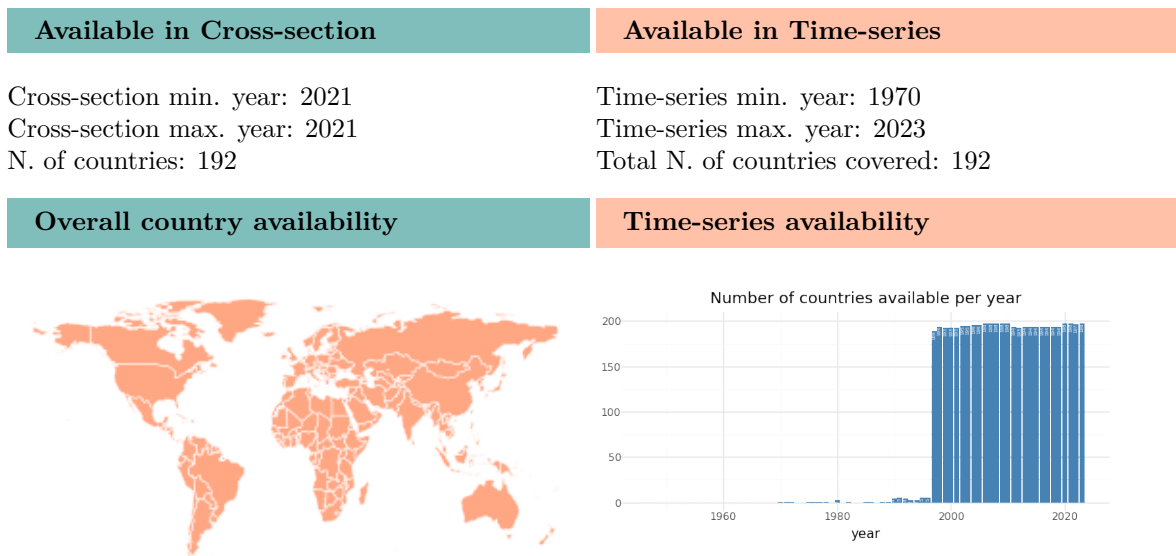 Available in Cross-section
Cross-section min. year: 2021
Cross-section max. year: 2021
N. of countries: 192
Available in Time-series
Time-series min. year: 1970
Time-series max. year: 2023
Total N. of countries covered: 192
Overall country availability
Time-series availability
Number of countries available per year
200
150
100
50
0
1960 1980 2000 2020
year